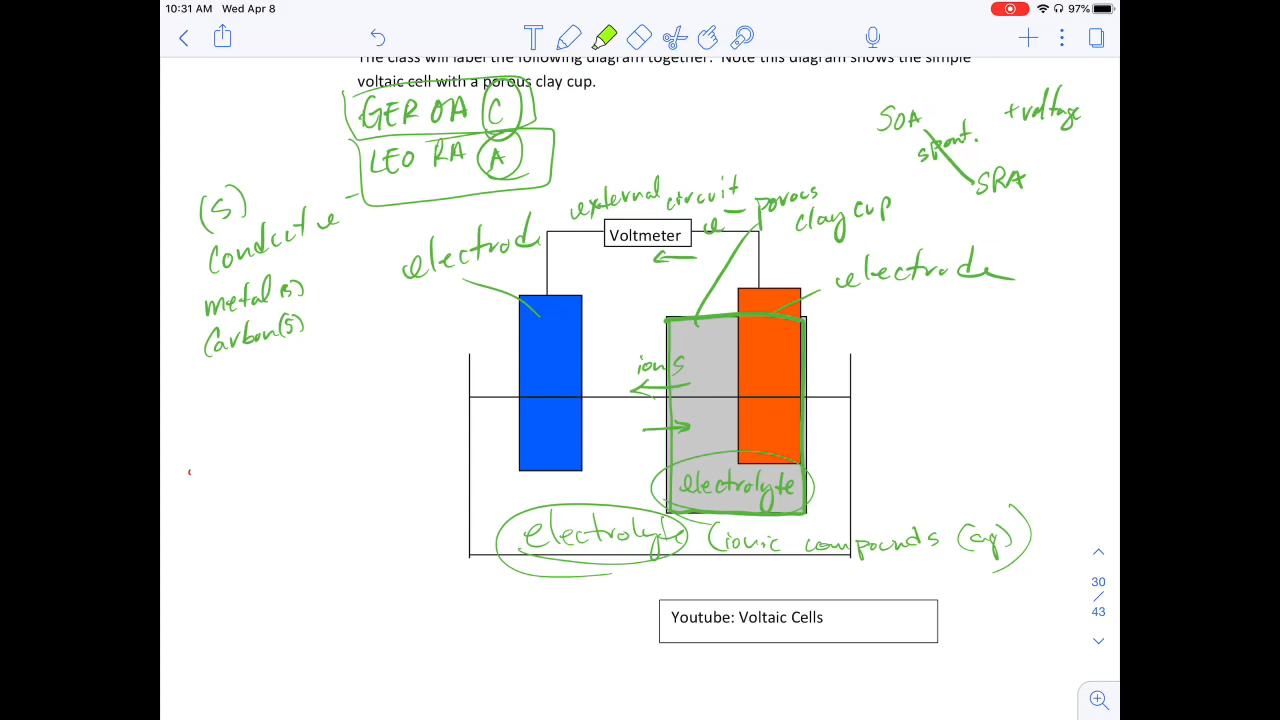 10:31 AM Wed Apr 8
97%
The class will label the following diagram together. Note this diagram shows the simple
voltaic cell with a porous clay cup.
GER OA C
LEO RA A
SOA
spont.
SRA
+voltage
(S)
conductive
metal(s)
Carbon(s)
electrode
external circuit
e−
Voltmeter
porous
clay cup
electrode
ions
electrolyte
electrolyte (ionic compounds (aq))
Youtube: Voltaic Cells
30
/
43